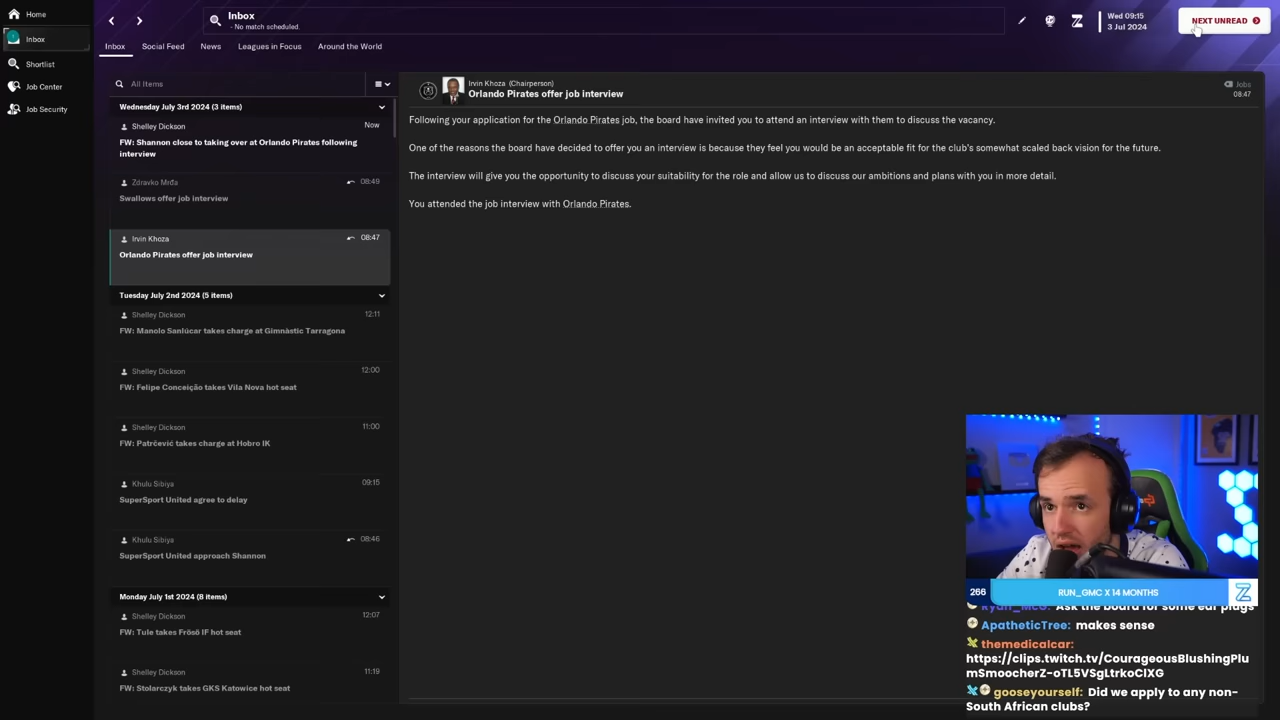 Home
Inbox
Shortlist
Job Center
Job Security
Inbox
- No match scheduled.
Wed 09:15
3 Jul 2024
NEXT UNREAD
Inbox
Social Feed
News
Leagues in Focus
Around the World
All Items
Wednesday July 3rd 2024 (3 items)
Shelley Dickson
Now
FW: Shannon close to taking over at Orlando Pirates following
interview
Zdravko Mrđa
08:49
Swallows offer job interview
Irvin Khoza
08:47
Orlando Pirates offer job interview
Tuesday July 2nd 2024 (5 items)
Shelley Dickson
12:11
FW: Manolo Sanlúcar takes charge at Gimnàstic Tarragona
Shelley Dickson
12:00
FW: Felipe Conceição takes Vila Nova hot seat
Shelley Dickson
11:00
FW: Patrčević takes charge at Hobro IK
Khulu Sibiya
09:15
SuperSport United agree to delay
Khulu Sibiya
08:46
SuperSport United approach Shannon
Monday July 1st 2024 (8 items)
Shelley Dickson
12:07
FW: Tule takes Frösö IF hot seat
Shelley Dickson
11:19
FW: Stolarczyk takes GKS Katowice hot seat
Irvin Khoza (Chairperson)
Orlando Pirates offer job interview
Jobs
08:47
Following your application for the Orlando Pirates job, the board have invited you to attend an interview with them to discuss the vacancy.
One of the reasons the board have decided to offer you an interview is because they feel you would be an acceptable fit for the club's somewhat scaled back vision for the future.
The interview will give you the opportunity to discuss your suitability for the role and allow us to discuss our ambitions and plans with you in more detail.
You attended the job interview with Orlando Pirates.
266
RUN_GMC X 14 MONTHS
Ryan_McG: Ask the board for some ear plugs
ApatheticTree: makes sense
themedicalcar:
https://clips.twitch.tv/CourageousBlushingPlu
mSmoocherZ-oTL5VSgLtrkoCIXG
gooseyourself: Did we apply to any non-
South African clubs?